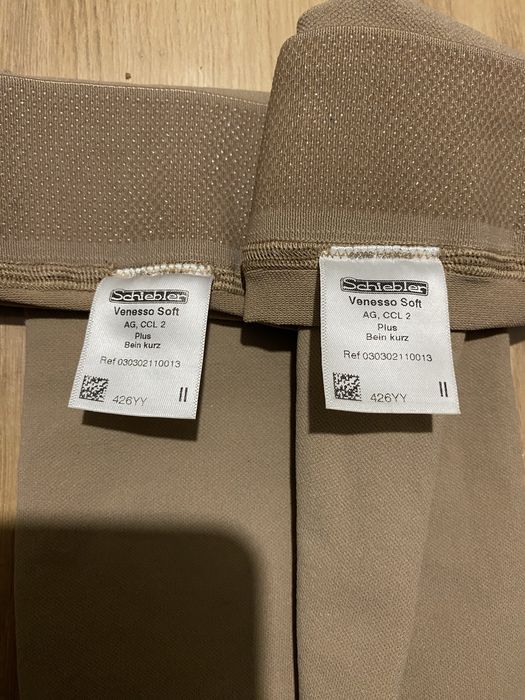 Schiebler
Venesso Soft
AG, CCL 2
Plus
Bein kurz
Ref 030302110013
426YY II
Schiebler
Venesso Soft
AG, CCL 2
Plus
Bein kurz
Ref 030302110013
426YY II